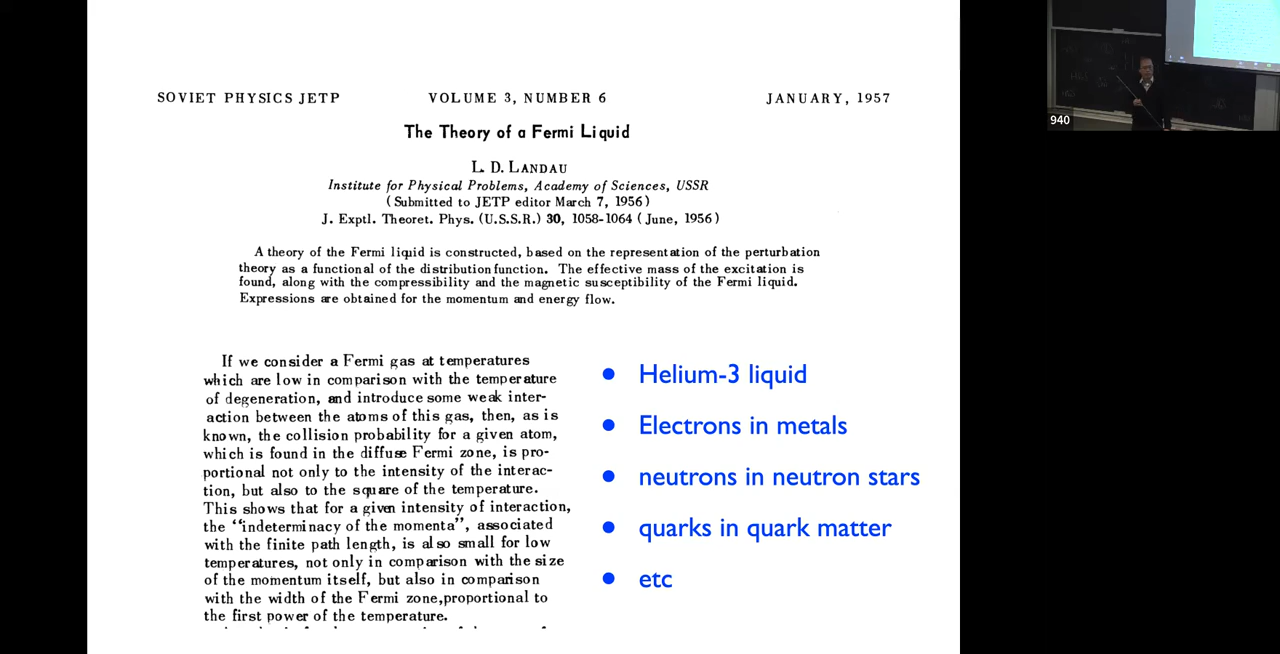 SOVIET PHYSICS JETP VOLUME 3, NUMBER 6 JANUARY, 1957
The Theory of a Fermi Liquid
L. D. LANDAU
Institute for Physical Problems, Academy of Sciences, USSR
(Submitted to JETP editor March 7, 1956)
J. Exptl. Theoret. Phys. (U.S.S.R.) 30, 1058-1064 (June, 1956)
A theory of the Fermi liquid is constructed, based on the representation of the perturbation
theory as a functional of the distribution function. The effective mass of the excitation is
found, along with the compressibility and the magnetic susceptibility of the Fermi liquid.
Expressions are obtained for the momentum and energy flow.
If we consider a Fermi gas at temperatures
which are low in comparison with the temperature
of degeneration, and introduce some weak inter-
action between the atoms of this gas, then, as is
known, the collision probability for a given atom,
which is found in the diffuse Fermi zone, is pro-
portional not only to the intensity of the interac-
tion, but also to the square of the temperature.
This shows that for a given intensity of interaction,
the “indeterminacy of the momenta”, associated
with the finite path length, is also small for low
temperatures, not only in comparison with the size
of the momentum itself, but also in comparison
with the width of the Fermi zone, proportional to
the first power of the temperature.
• Helium-3 liquid
• Electrons in metals
• neutrons in neutron stars
• quarks in quark matter
• etc
940